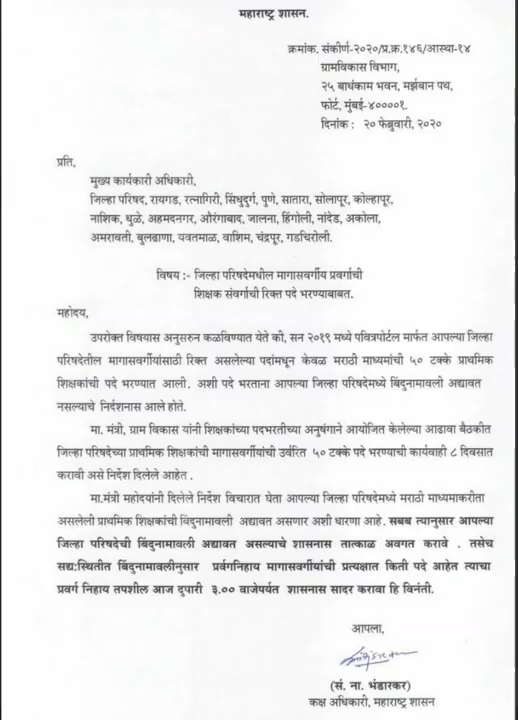 महाराष्ट्र शासन.
क्रमांक. संकीर्ण-२०२०/प्र.क्र.१४६/आस्था-१४
ग्रामविकास विभाग,
२५ बाधंकाम भवन, मर्झबान पथ,
फोर्ट, मुंबई-४००००१.
दिनांक : २० फेब्रुवारी, २०२०
प्रति,
मुख्य कार्यकारी अधिकारी,
जिल्हा परिषद, रायगड, रत्नागिरी, सिंधुदुर्ग, पुणे, सातारा, सोलापूर, कोल्हापूर,
नाशिक, धुळे, अहमदनगर, औरंगाबाद, जालना, हिंगोली, नांदेड, अकोला,
अमरावती, बुलढाणा, यवतमाळ, वाशिम, चंद्रपूर, गडचिरोली.
विषय :- जिल्हा परिषदेमधील मागासवर्गीय प्रवर्गाची
शिक्षक संवर्गाची रिक्त पदे भरण्याबाबत.
महोदय,
उपरोक्त विषयास अनुसरुन कळविण्यात येते की, सन २०१९ मध्ये पवित्रपोर्टल मार्फत आपल्या जिल्हा
परिषदेतील मागासवर्गीयांसाठी रिक्त असलेल्या पदांमधून केवळ मराठी माध्यमांची ५० टक्के प्राथमिक
शिक्षकांची पदे भरण्यात आली. अशी पदे भरताना आपल्या जिल्हा परिषदेमध्ये बिंदुनामावली अद्यावत
नसल्याचे निर्दशनास आले होते.
मा. मंत्री, ग्राम विकास यांनी शिक्षकांच्या पदभरतीच्या अनुषंगाने आयोजित केलेल्या आढावा बैठकीत
जिल्हा परिषदेच्या प्राथमिक शिक्षकांची मागासवर्गीयांची उर्वरित ५० टक्के पदे भरण्याची कार्यवाही ८ दिवसात
करावी असे निर्देश दिलेले आहेत .
मा.मंत्री महोदयांनी दिलेले निर्देश विचारात घेता आपल्या जिल्हा परिषदेमध्ये मराठी माध्यमाकरीता
असलेली प्राथमिक शिक्षकांची बिंदुनामावली अद्यावत असणार अशी धारणा आहे. सबब त्यानुसार आपल्या
जिल्हा परिषदेची बिंदुनामावली अद्यावत असल्याचे शासनास तात्काळ अवगत करावे . तसेच
सद्य:स्थितीत बिंदुनामावलीनुसार प्रर्वगनिहाय मागासवर्गीयांची प्रत्यक्षात किती पदे आहेत त्याचा
प्रवर्ग निहाय तपशील आज दुपारी ३.०० वाजेपर्यत शासनास सादर करावा हि विनंती.
आपला,
(सं. ना. भंडारकर)
कक्ष अधिकारी, महाराष्ट्र शासन